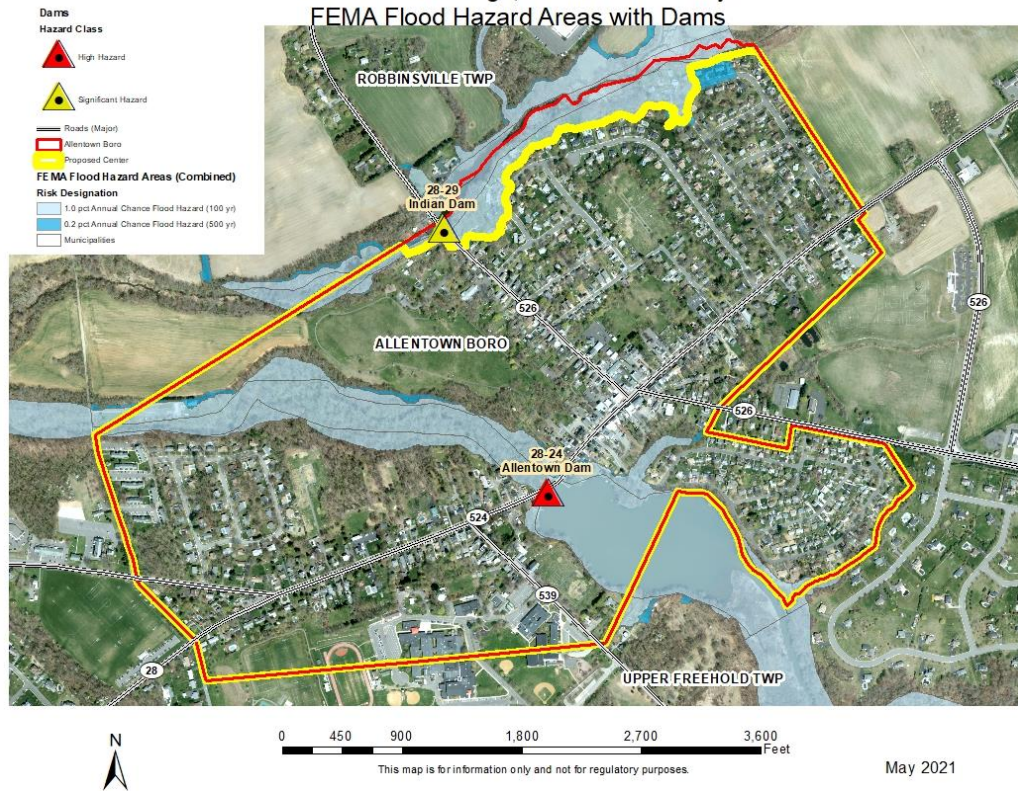 FEMA Flood Hazard Areas with Dams
Dams
Hazard Class
High Hazard
Significant Hazard
Roads (Major)
Allentown Boro
Proposed Center
FEMA Flood Hazard Areas (Combined)
Risk Designation
1.0 pct Annual Chance Flood Hazard (100 yr)
0.2 pct Annual Chance Flood Hazard (500 yr)
Municipalities
ROBBINSVILLE TWP
28-29
Indian Dam
526
526
ALLENTOWN BORO
526
28-24
Allentown Dam
524
539
28
UPPER FREEHOLD TWP
N
0 450 900 1,800 2,700 3,600
Feet
This map is for information only and not for regulatory purposes.
May 2021